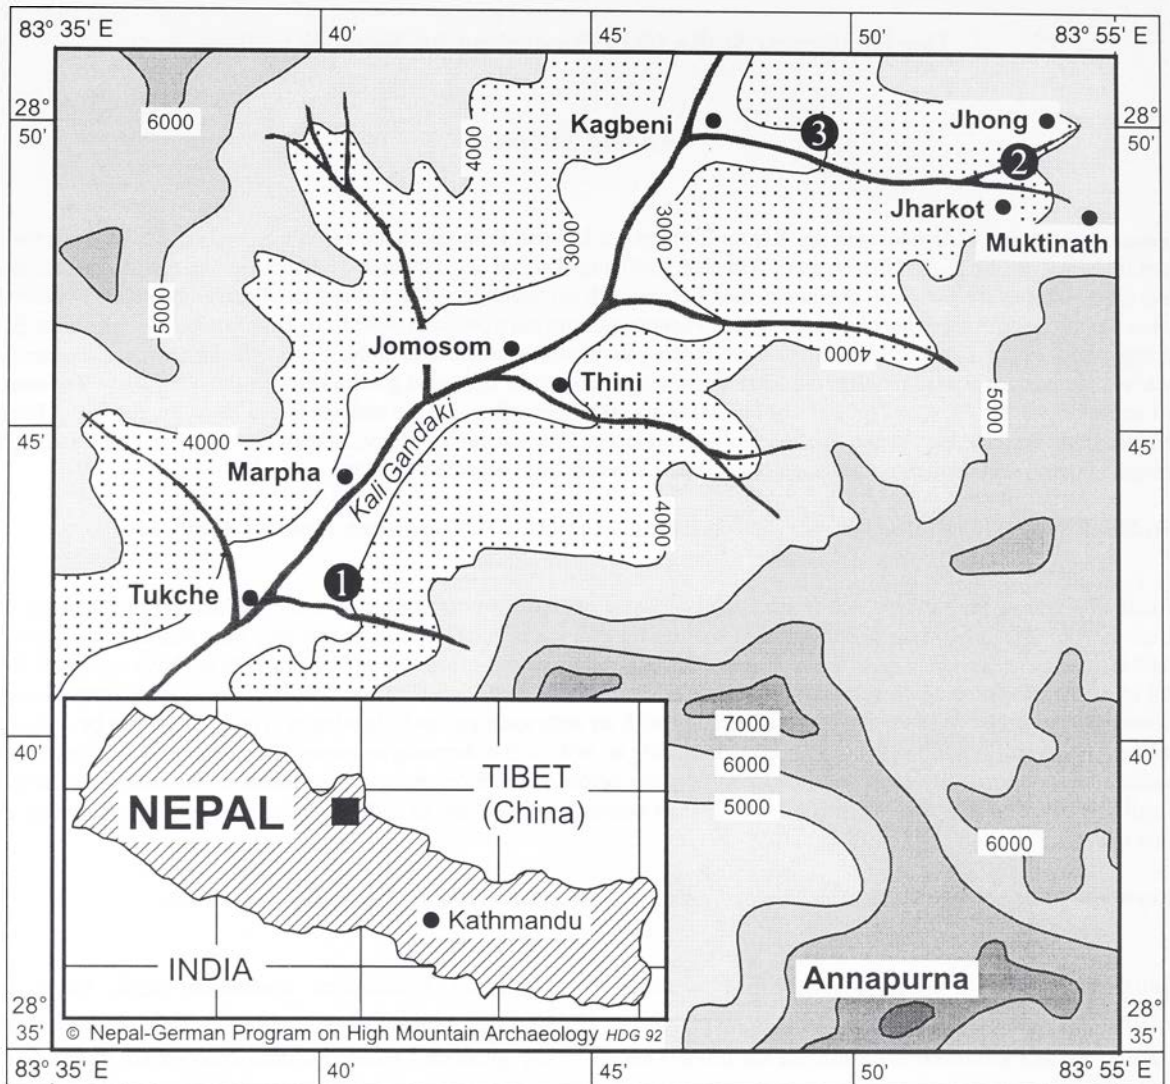 83° 35' E
40'
45'
50'
83° 55' E
28°
50'
28°
50'
6000
4000
Kagbeni
3
Jhong
2
Jharkot
Muktinath
3000
3000
5000
Jomosom
Thini
4000
5000
45'
45'
4000
Marpha
Kali Gandaki
4000
Tukche
1
40'
40'
7000
6000
5000
6000
NEPAL
TIBET
(China)
Kathmandu
INDIA
Annapurna
28°
35'
28°
35'
© Nepal-German Program on High Mountain Archaeology HDG 92
83° 35' E
40'
45'
50'
83° 55' E